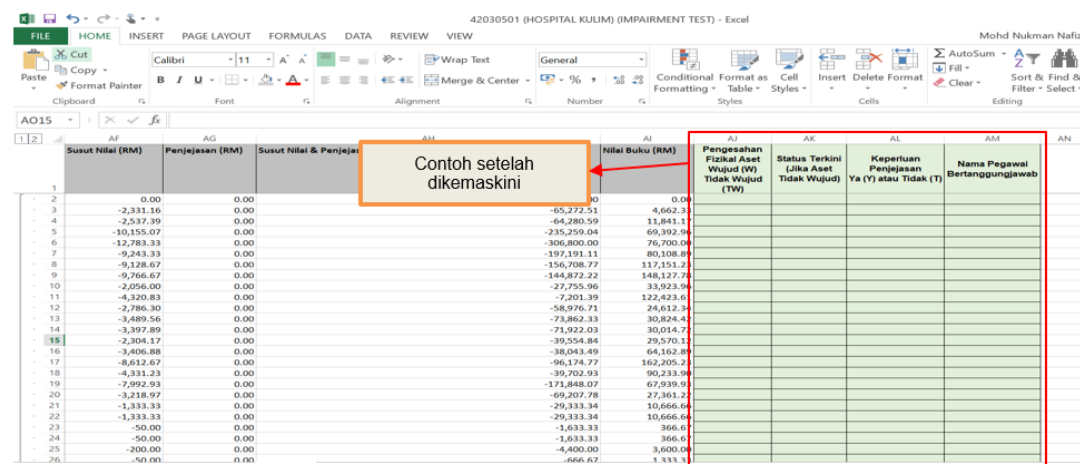 42030501 (HOSPITAL KULIM) (IMPAIRMENT TEST) - Excel
Mohd Nukman Nafiz
FILE HOME INSERT PAGE LAYOUT FORMULAS DATA REVIEW VIEW
Cut
Copy
Format Painter
Paste
Clipboard
Calibri 11
B I U
Font
Wrap Text
Merge & Center
Alignment
General
% ,
Number
Conditional Formatting
Format as Table
Cell Styles
Styles
Insert Delete Format
Cells
AutoSum
Fill
Clear
Sort & Filter
Find & Select
Editing
AO15
fx
1 2
AF AG AH AI AJ AK AL AM AN
1 Susut Nilai (RM) Penjejasan (RM) Susut Nilai & Penjejas Nilai Buku (RM)
Pengesahan Fizikal Aset Wujud (W) Tidak Wujud (TW)
Status Terkini (Jika Aset Tidak Wujud)
Keperluan Penjejasan Ya (Y) atau Tidak (T)
Nama Pegawai Bertanggungjawab
Contoh setelah
dikemaskini
2 0.00 0.00 00 0.00
3 -2,331.16 0.00 -65,272.51 4,662.33
4 -2,537.39 0.00 -64,280.59 11,841.17
5 -10,155.07 0.00 -235,259.04 69,392.96
6 -12,783.33 0.00 -306,800.00 76,700.00
7 -9,243.33 0.00 -197,191.11 80,108.89
8 -9,128.67 0.00 -156,708.77 117,151.23
9 -9,766.67 0.00 -144,872.22 148,127.78
10 -2,056.00 0.00 -27,755.96 33,923.96
11 -4,320.83 0.00 -7,201.39 122,423.61
12 -2,786.30 0.00 -58,976.71 24,612.34
13 -3,489.56 0.00 -73,862.33 30,824.42
14 -3,397.89 0.00 -71,922.03 30,014.72
15 -2,304.17 0.00 -39,554.84 29,570.12
16 -3,406.88 0.00 -38,043.49 64,162.89
17 -8,612.67 0.00 -96,174.77 162,205.23
18 -4,331.23 0.00 -39,702.93 90,233.90
19 -7,992.93 0.00 -171,848.07 67,939.93
20 -3,218.97 0.00 -69,207.78 27,361.22
21 -1,333.33 0.00 -29,333.34 10,666.66
22 -1,333.33 0.00 -29,333.34 10,666.66
23 -50.00 0.00 -1,633.33 366.67
24 -50.00 0.00 -1,633.33 366.67
25 -200.00 0.00 -4,400.00 3,600.00
26 -50.00 0.00 -666.67 1,333.33